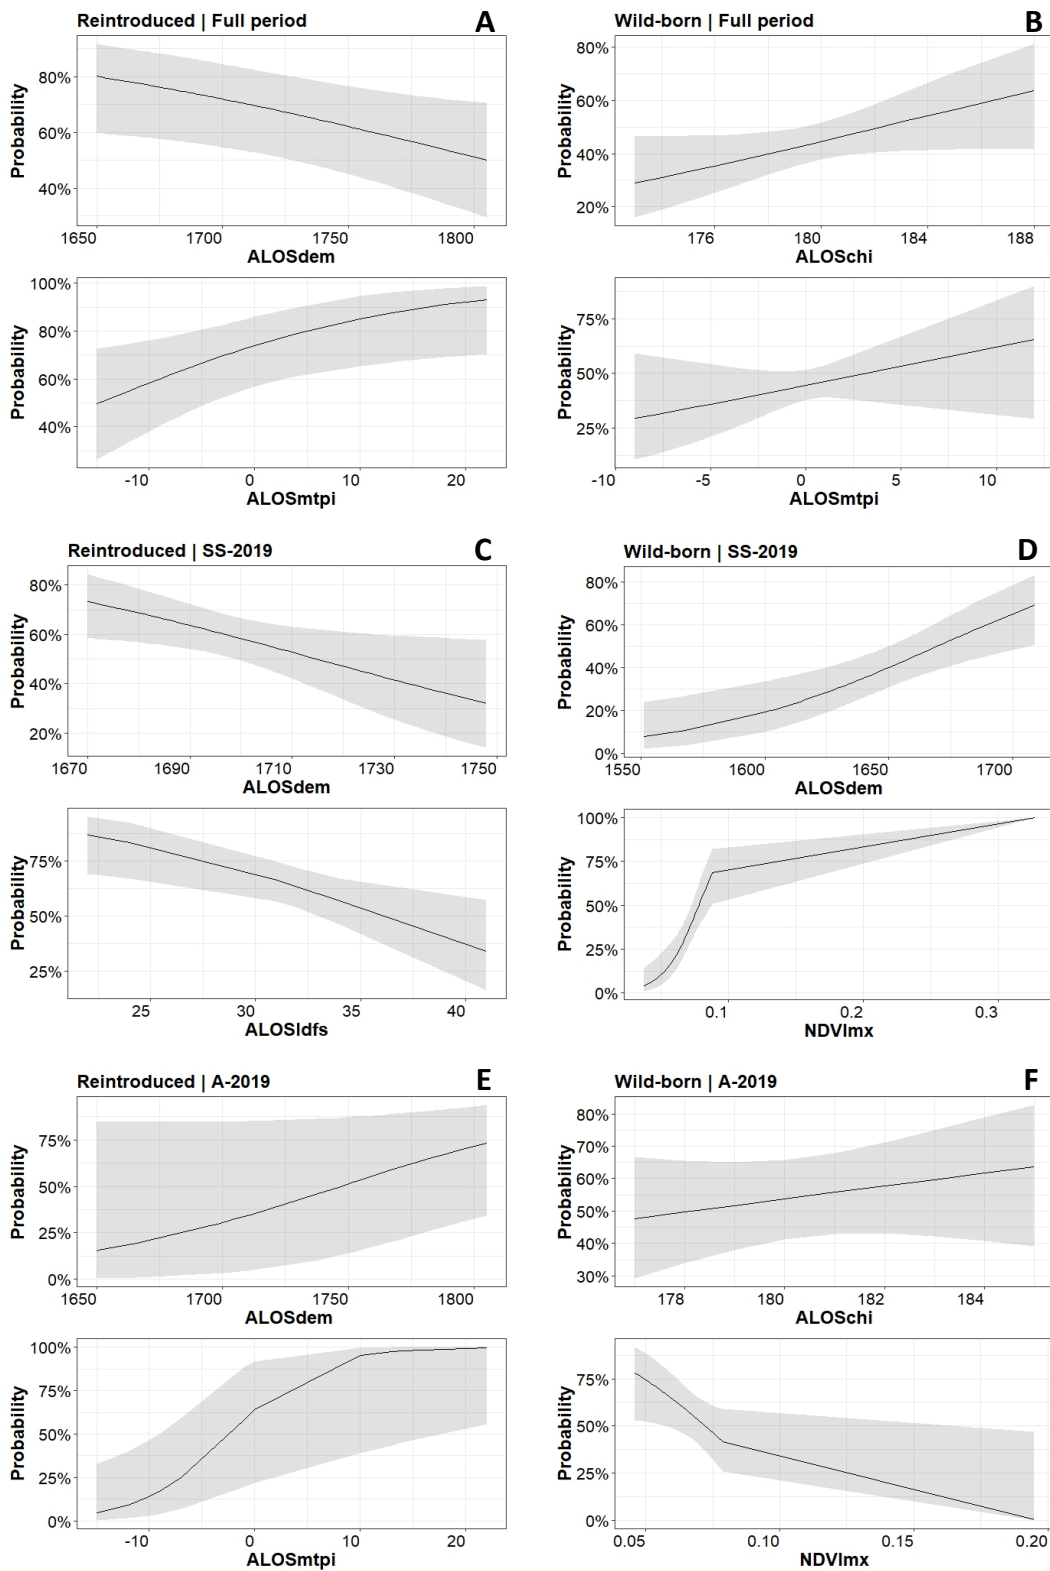 Reintroduced | Full period A
Probability
80%
60%
40%
1650 1700 1750 1800
ALOSdem
Probability
100%
80%
60%
40%
-10 0 10 20
ALOSmtpi
Wild-born | Full period B
Probability
80%
60%
40%
20%
176 180 184 188
ALOSchi
Probability
75%
50%
25%
-10 -5 0 5 10
ALOSmtpi
Reintroduced | SS-2019 C
Probability
80%
60%
40%
20%
1670 1690 1710 1730 1750
ALOSdem
Probability
75%
50%
25%
25 30 35 40
ALOSldfs
Wild-born | SS-2019 D
Probability
80%
60%
40%
20%
0%
1550 1600 1650 1700
ALOSdem
Probability
100%
75%
50%
25%
0%
0.1 0.2 0.3
NDVImx
Reintroduced | A-2019 E
Probability
75%
50%
25%
0%
1650 1700 1750 1800
ALOSdem
Probability
100%
75%
50%
25%
0%
-10 0 10 20
ALOSmtpi
Wild-born | A-2019 F
Probability
80%
70%
60%
50%
40%
30%
178 180 182 184
ALOSchi
Probability
75%
50%
25%
0%
0.05 0.10 0.15 0.20
NDVImx